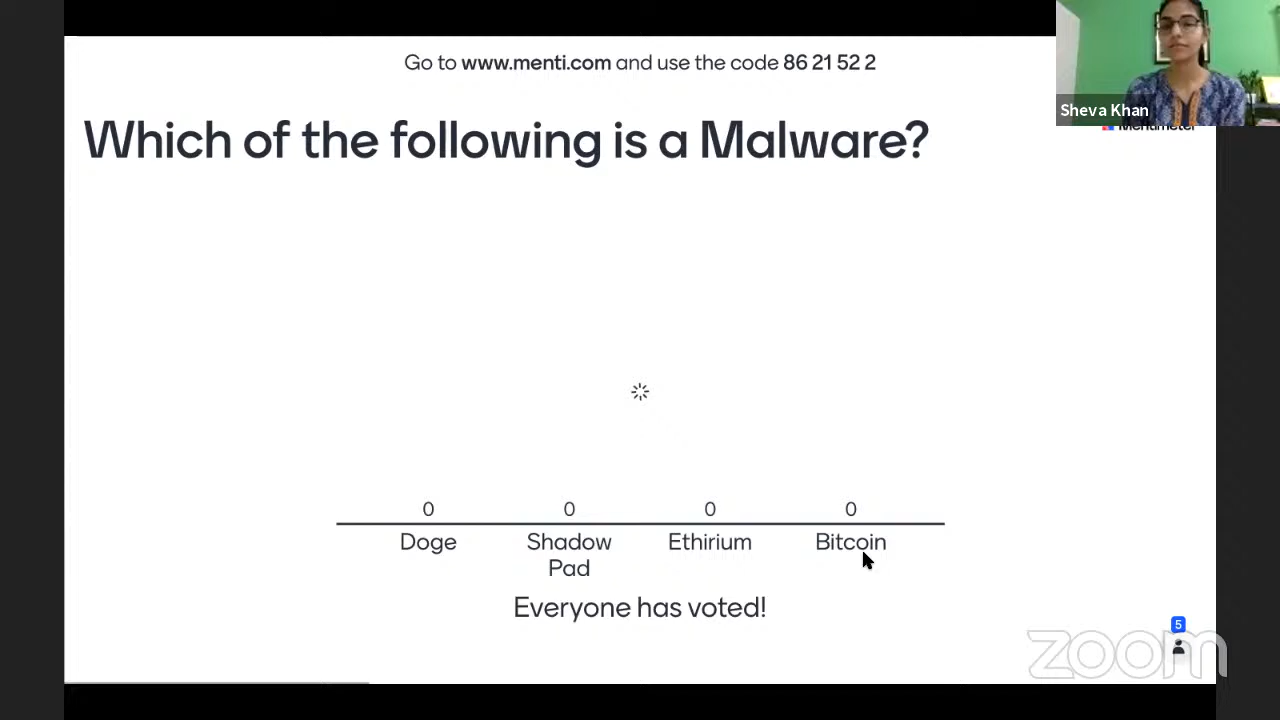 Go to www.menti.com and use the code 86 21 52 2
Sheva Khan
Mentimeter
Which of the following is a Malware?
0 0 0 0
Doge Shadow Pad Ethirium Bitcoin
Everyone has voted!
5
zoom